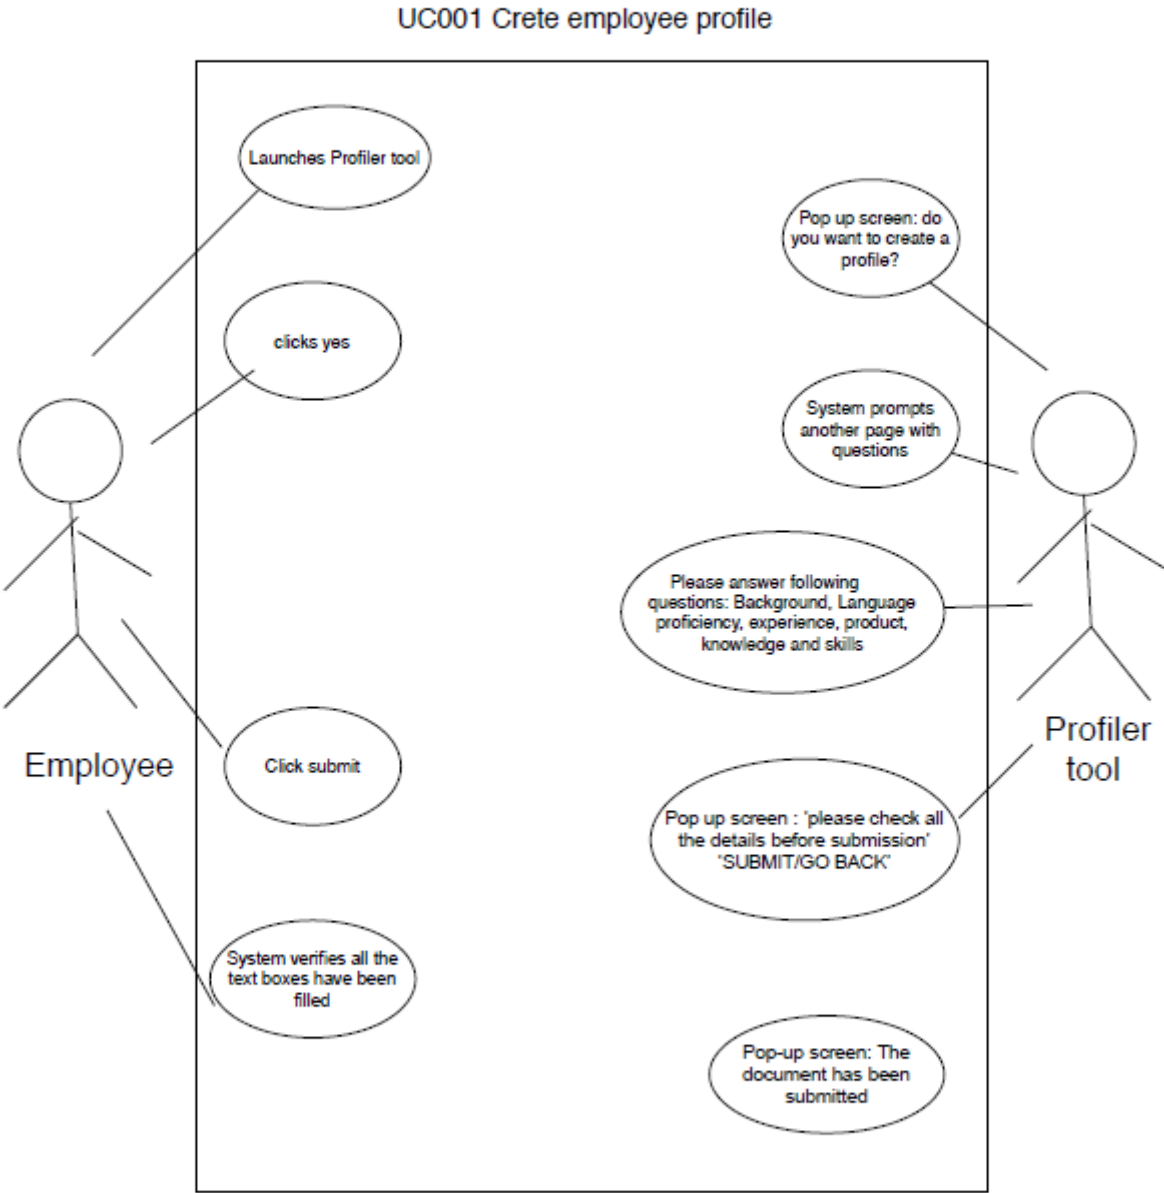 UC001 Crete employee profile
Launches Profiler tool
Pop up screen: do
you want to create a
profile?
clicks yes
System prompts
another page with
questions
Please answer following
questions: Background, Language
proficiency, experience, product,
knowledge and skills
Employee
Profiler
tool
Click submit
Pop up screen : 'please check all
the details before submission'
'SUBMIT/GO BACK'
System verifies all the
text boxes have been
filled
Pop-up screen: The
document has been
submitted